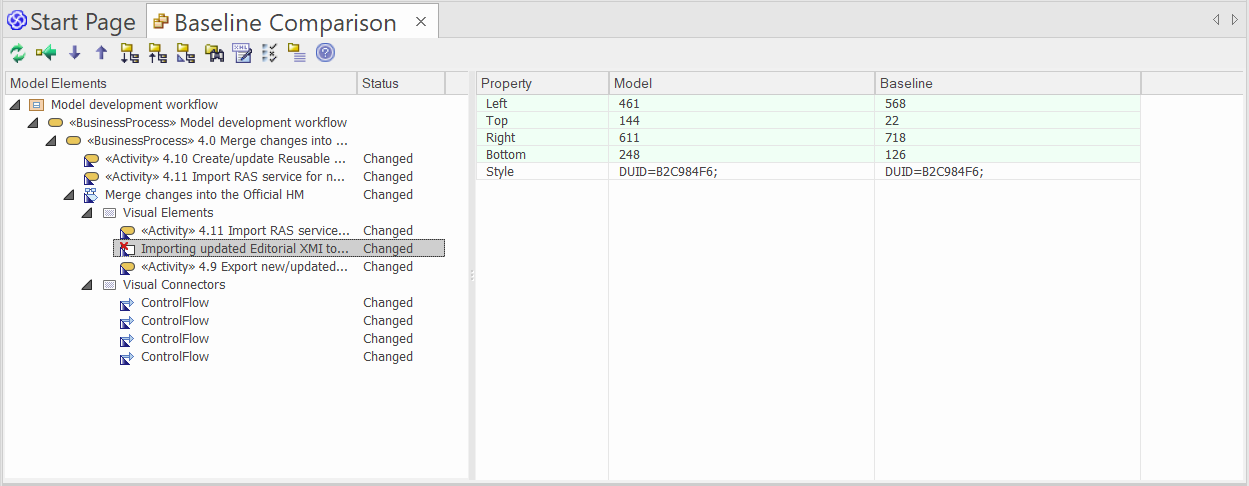 Start Page
Baseline Comparison
Model Elements Status
Model development workflow
«BusinessProcess» Model development workflow
«BusinessProcess» 4.0 Merge changes into ...
«Activity» 4.10 Create/update Reusable ... Changed
«Activity» 4.11 Import RAS service for n... Changed
Merge changes into the Official HM Changed
Visual Elements
«Activity» 4.11 Import RAS service... Changed
Importing updated Editorial XMI to... Changed
«Activity» 4.9 Export new/updated... Changed
Visual Connectors
ControlFlow Changed
ControlFlow Changed
ControlFlow Changed
ControlFlow Changed
Property Model Baseline
Left 461 568
Top 144 22
Right 611 718
Bottom 248 126
Style DUID=B2C984F6; DUID=B2C984F6;